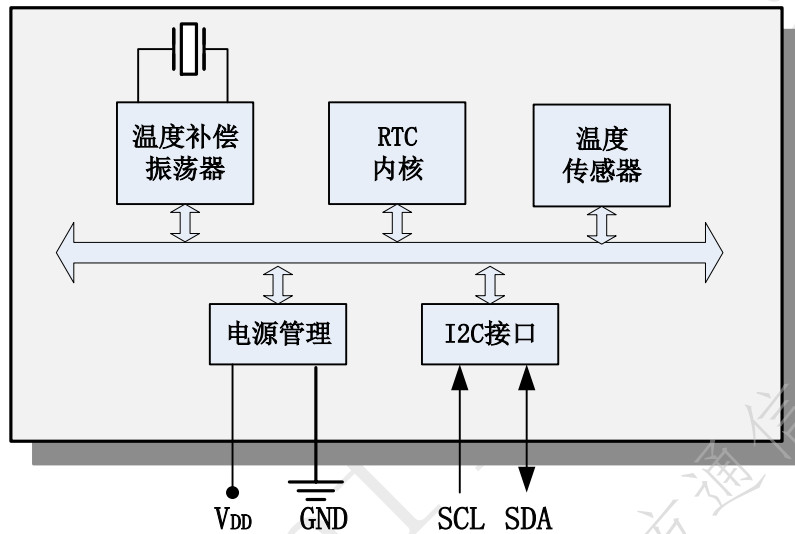 温度补偿
振荡器
RTC
内核
温度
传感器
电源管理
I2C接口
VDD
GND
SCL
SDA